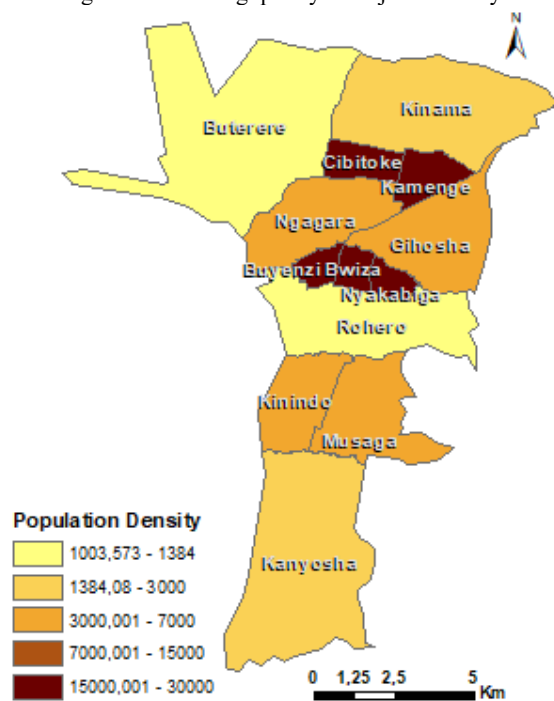 N
Kinama
Buterere
Cibitoke
Kamenge
Ngagara
Gihosha
Buyenzi Bwiza
Nyakabiga
Rohero
Kinindo
Musaga
Kanyosha
Population Density
1003,573 - 1384
1384,08 - 3000
3000,001 - 7000
7000,001 - 15000
15000,001 - 30000
0 1,25 2,5 5
Km